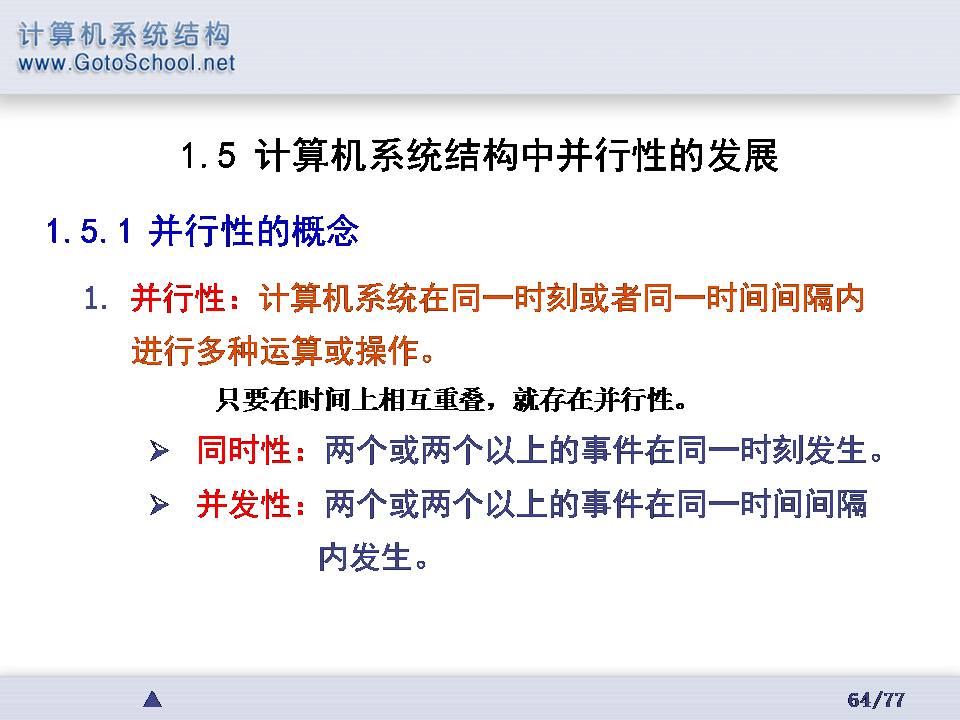 计算机系统结构
www.GotoSchool.net
1.5 计算机系统结构中并行性的发展
1.5.1 并行性的概念
1. 并行性：计算机系统在同一时刻或者同一时间间隔内
进行多种运算或操作。
只要在时间上相互重叠，就存在并行性。
➢ 同时性：两个或两个以上的事件在同一时刻发生。
➢ 并发性：两个或两个以上的事件在同一时间间隔
内发生。
64/77